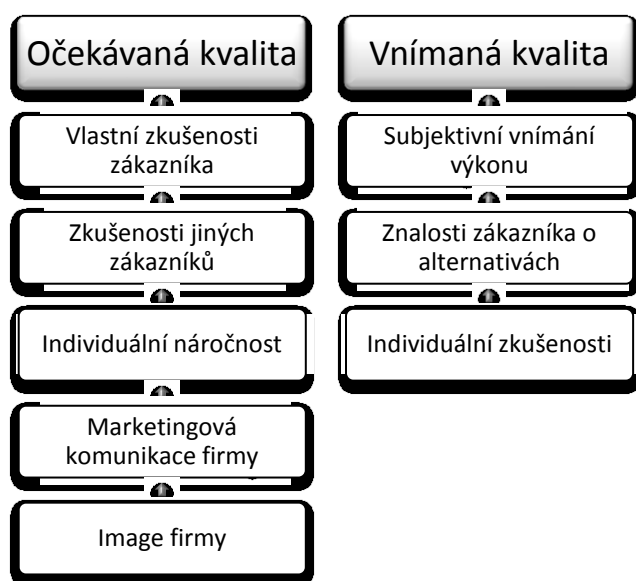 Očekávaná kvalita
Vlastní zkušenosti
zákazníka
Zkušenosti jiných
zákazníků
Individuální náročnost
Marketingová
komunikace firmy
Image firmy
Vnímaná kvalita
Subjektivní vnímání
výkonu
Znalosti zákazníka o
alternativách
Individuální zkušenosti